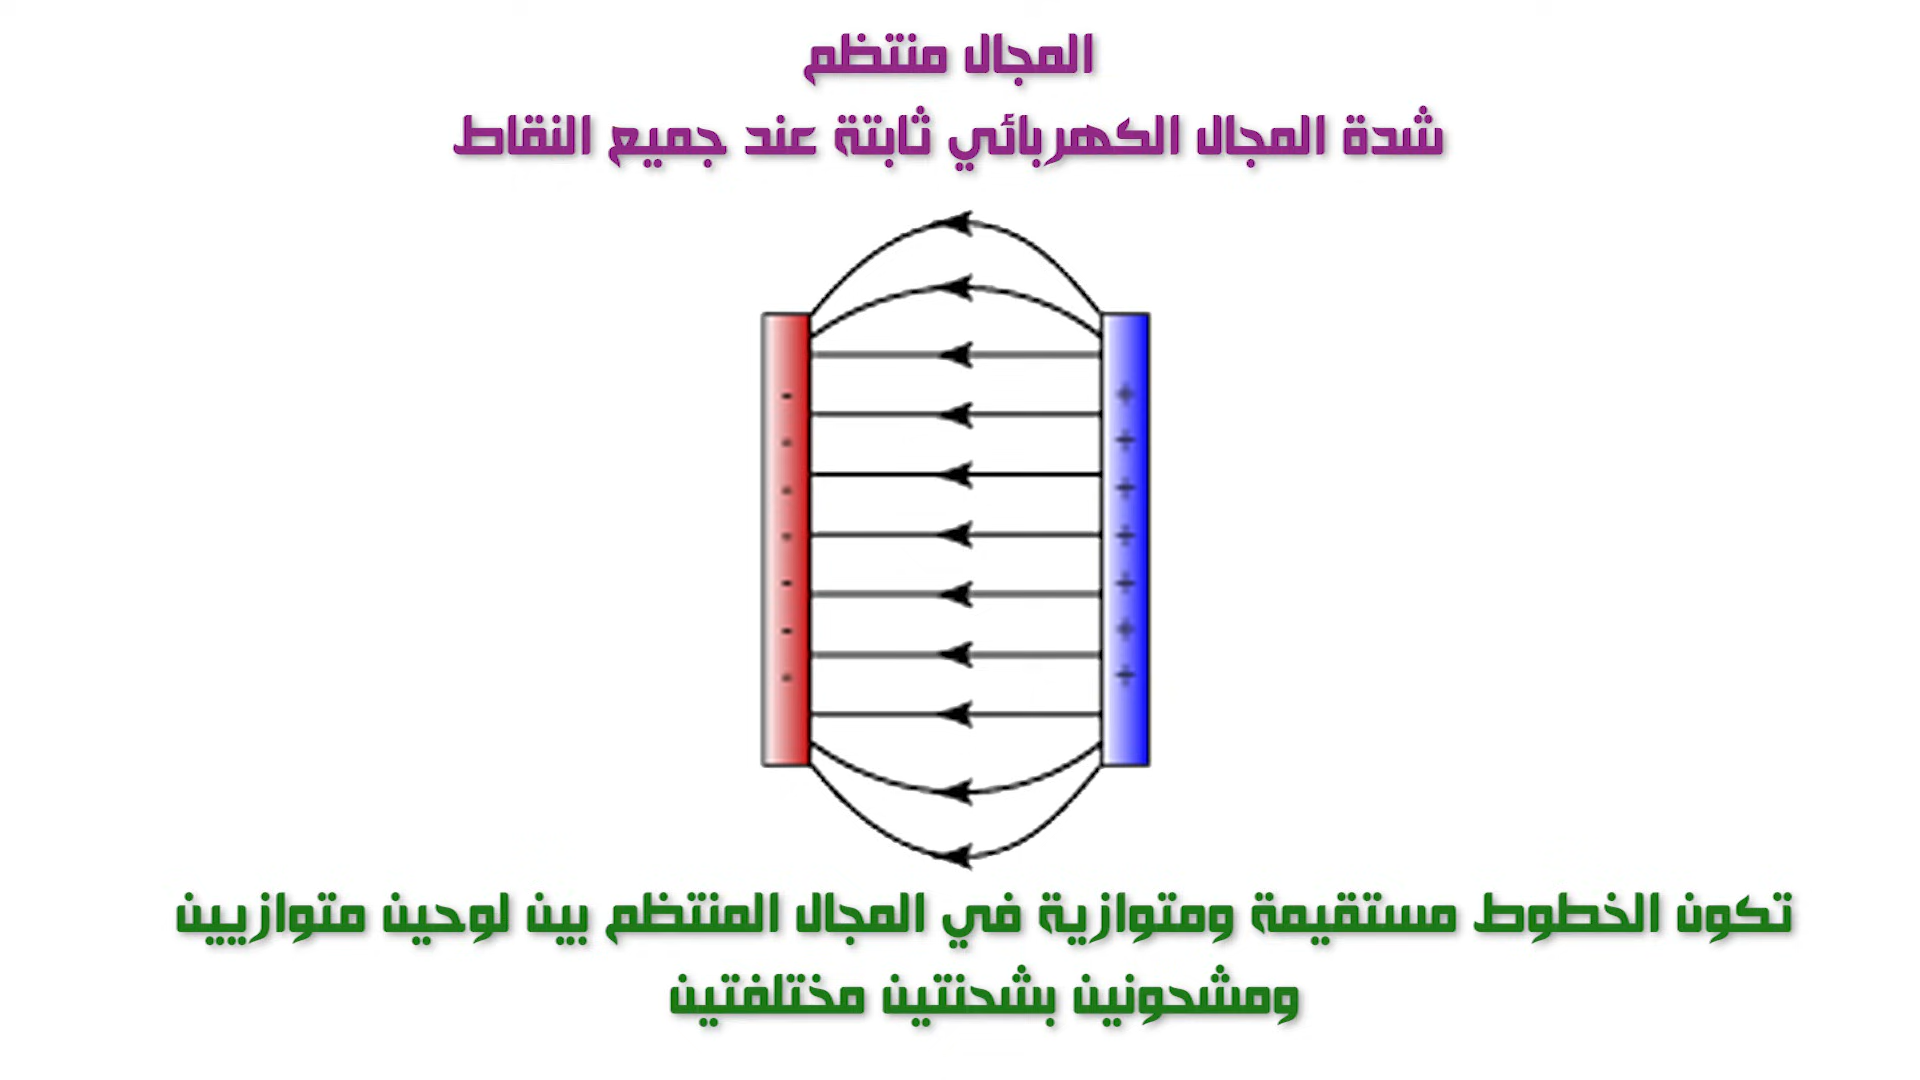 المجال منتظم
شدة المجال الكهربائي ثابتة عند جميع النقاط
- +
- +
- +
- +
- +
- +
- +
تكون الخطوط مستقيمة ومتوازية في المجال المنتظم بين لوحين متوازيين
ومشحونين بشحنتين مختلفتين